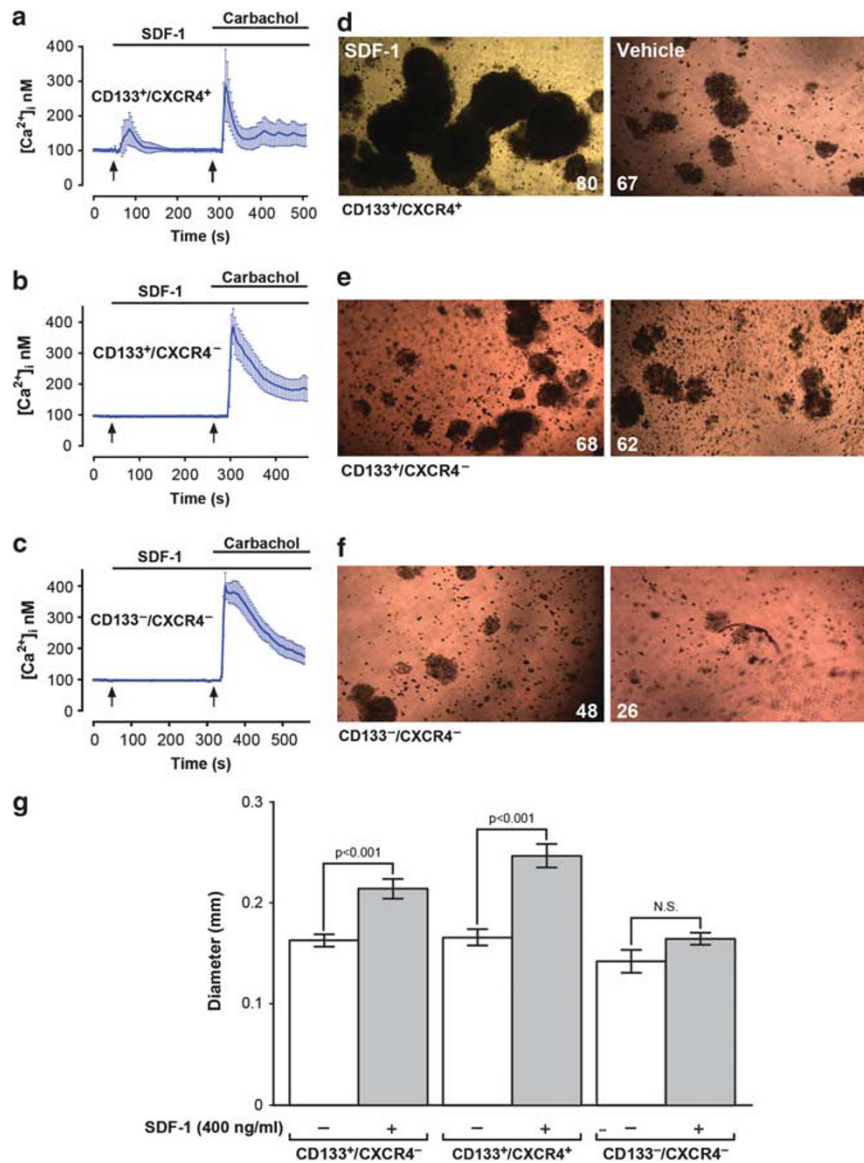 a
Carbachol
SDF-1
CD133+/CXCR4+
[Ca2+]i nM
400
300
200
100
0
0 100 200 300 400 500
Time (s)
d
SDF-1
80
Vehicle
67
CD133+/CXCR4+
b
Carbachol
SDF-1
CD133+/CXCR4−
[Ca2+]i nM
400
300
200
100
0
0 100 200 300 400
Time (s)
e
68
62
CD133+/CXCR4−
c
Carbachol
SDF-1
CD133−/CXCR4−
[Ca2+]i nM
400
300
200
100
0
0 100 200 300 400 500
Time (s)
f
48
26
CD133−/CXCR4−
g
Diameter (mm)
0.3
0.2
0.1
0
p<0.001
p<0.001
N.S.
SDF-1 (400 ng/ml) − + − + − − +
CD133+/CXCR4− CD133+/CXCR4+ CD133−/CXCR4−